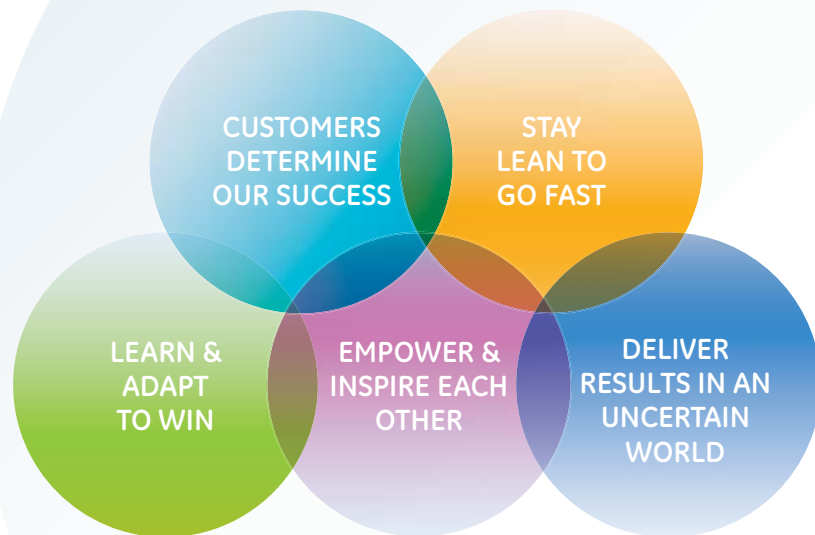 CUSTOMERS
DETERMINE
OUR SUCCESS
STAY
LEAN TO
GO FAST
LEARN &
ADAPT
TO WIN
EMPOWER &
INSPIRE EACH
OTHER
DELIVER
RESULTS IN AN
UNCERTAIN
WORLD